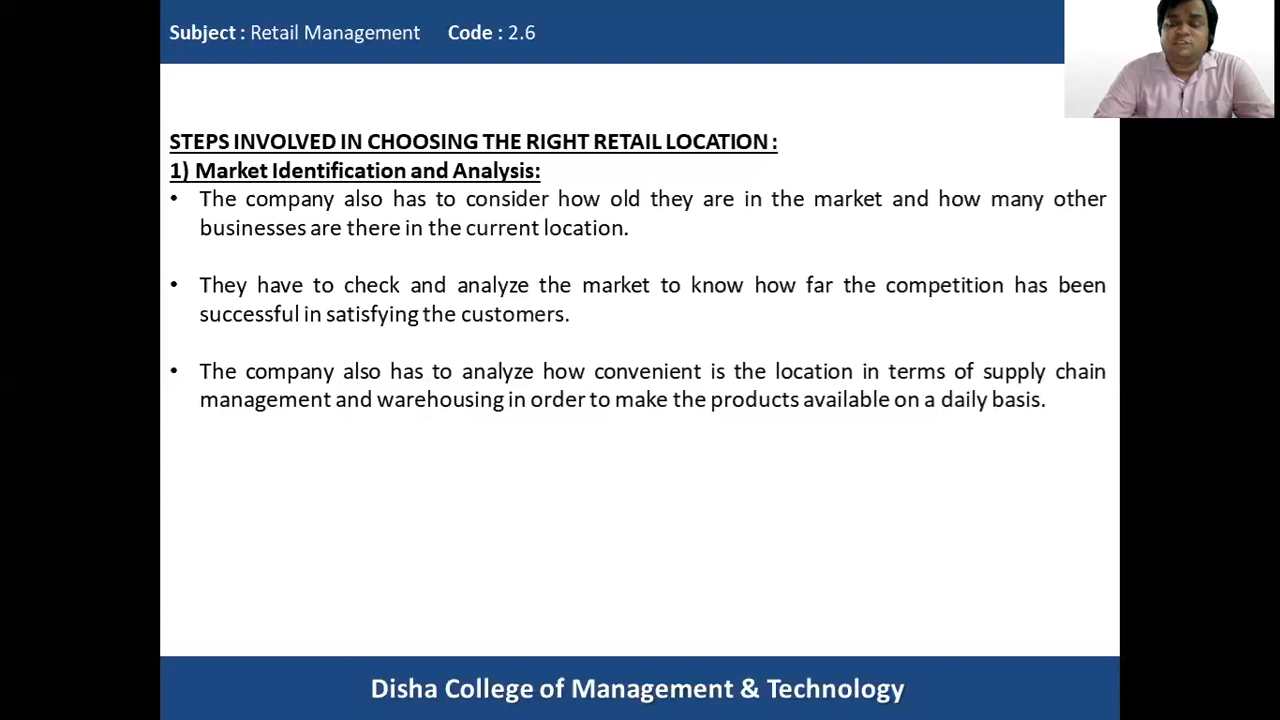 Subject : Retail Management Code : 2.6
STEPS INVOLVED IN CHOOSING THE RIGHT RETAIL LOCATION :
1) Market Identification and Analysis:
• The company also has to consider how old they are in the market and how many other
businesses are there in the current location.
• They have to check and analyze the market to know how far the competition has been
successful in satisfying the customers.
• The company also has to analyze how convenient is the location in terms of supply chain
management and warehousing in order to make the products available on a daily basis.
Disha College of Management & Technology